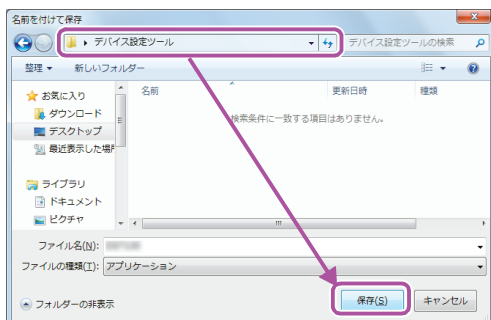 名前を付けて保存
デバイス設定ツール
デバイス設定ツールの検索
整理 新しいフォルダー
お気に入り
ダウンロード
デスクトップ
最近表示した場所
ライブラリ
ドキュメント
ピクチャ
名前 更新日時 種類
検索条件に一致する項目はありません。
ファイル名(N):
ファイルの種類(T): アプリケーション
フォルダーの非表示
保存(S) キャンセル